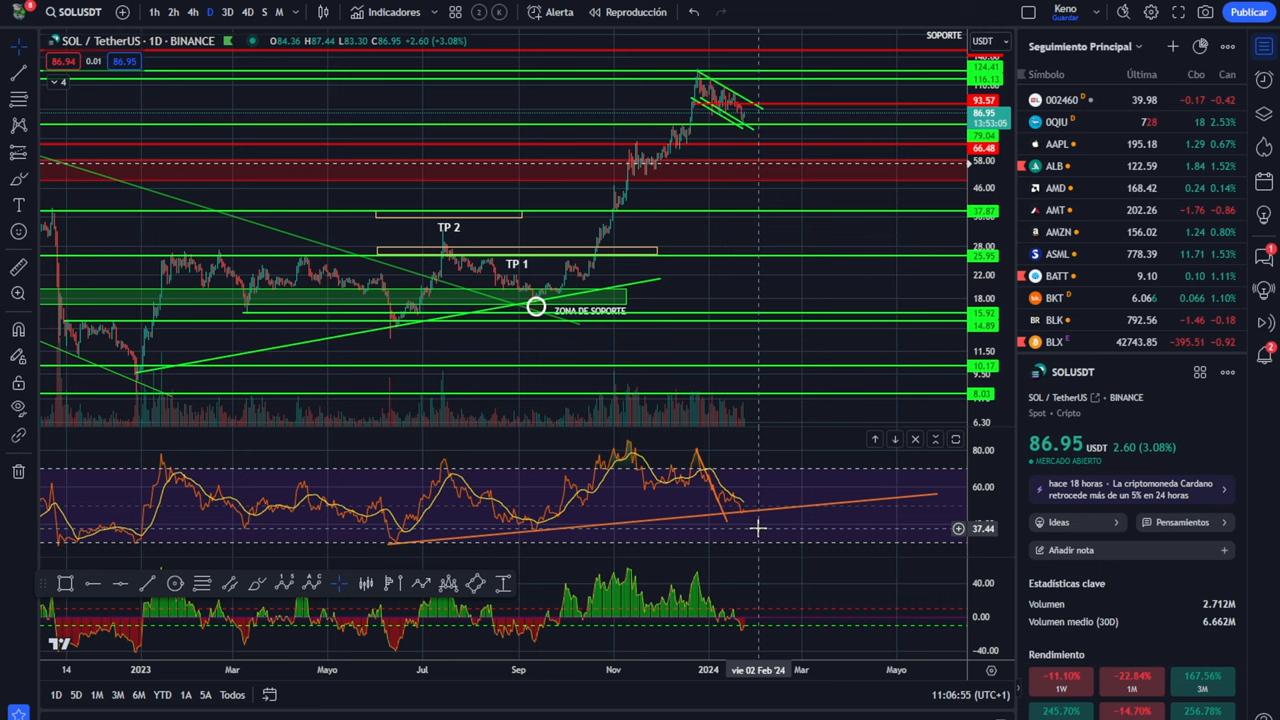 8
SOLUSDT
1h 2h 4h D 3D 4D S M
Indicadores
2 K
Alerta
Reproducción
Keno
Guardar
Publicar
SOL / TetherUS · 1D · BINANCE
O84.36 H87.44 L83.30 C86.95 +2.60 (+3.08%)
86.94 0.01 86.95
4
SOPORTE
USDT
124.41
116.13
93.57
86.95
13:53:05
79.04
66.48
58.00
46.00
37.87
28.00
25.95
22.00
18.00
15.92
14.89
11.50
10.17
9.50
8.03
6.30
TP 2
TP 1
ZONA DE SOPORTE
80.00
60.00
37.44
40.00
0.00
-40.00
14 2023 Mar Mayo Jul Sep Nov 2024 vie 02 Feb '24 Mar Mayo
1D 5D 1M 3M 6M YTD 1A 5A Todos
11:06:55 (UTC+1)
Seguimiento Principal
Símbolo Última Cbo Can
002460 D 39.98 -0.17 -0.42
0QIU D 728 18 2.53%
AAPL 195.18 1.29 0.67%
ALB 122.59 1.84 1.52%
AMD 168.42 0.24 0.14%
AMT 202.26 -1.76 -0.86
AMZN 156.02 1.24 0.80%
ASML 778.39 11.71 1.53%
BATT 9.10 0.10 1.11%
BKT D 6.066 0.066 1.10%
BLK 792.56 -1.46 -0.18
BLX E 42743.85 -395.51 -0.92
SOLUSDT
SOL / TetherUS · BINANCE
Spot · Cripto
86.95 USDT 2.60 (3.08%)
MERCADO ABIERTO
hace 18 horas - La criptomoneda Cardano
retrocede más de un 5% en 24 horas
Ideas
Pensamientos
Añadir nota
Estadísticas clave
Volumen 2.712M
Volumen medio (30D) 6.662M
Rendimiento
-11.10% -22.84% 167.56%
1W 1M 3M
245.70% -14.70% 256.78%
1
2